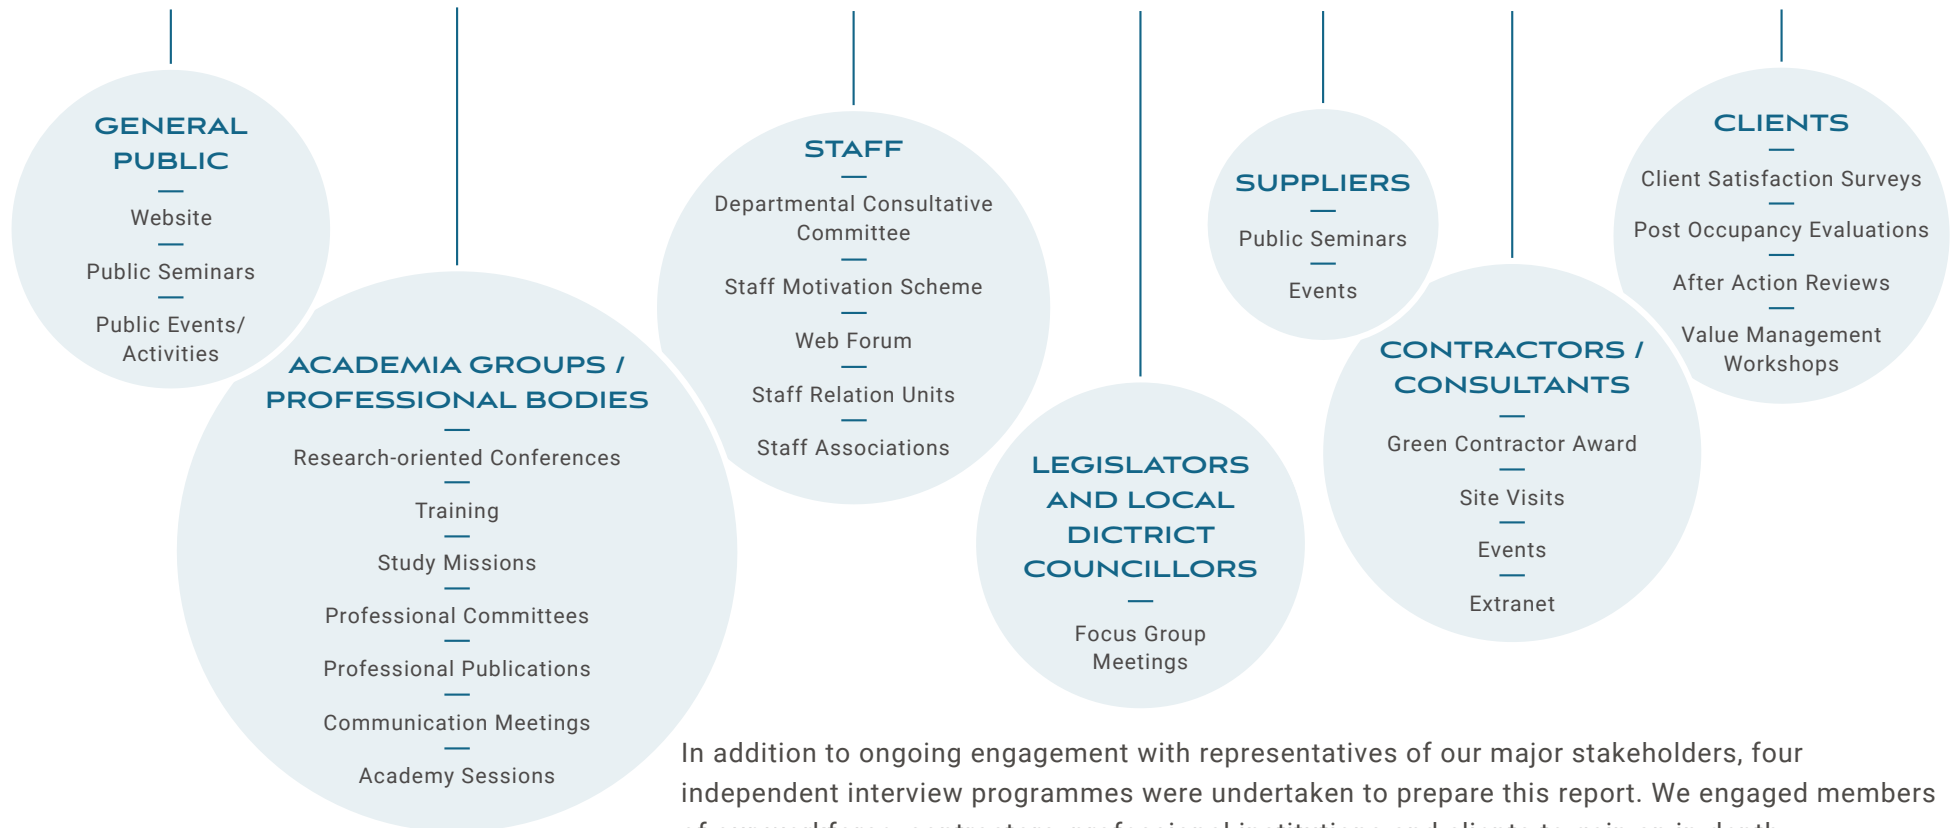 GENERAL
PUBLIC
Website
Public Seminars
Public Events/
Activities
ACADEMIA GROUPS /
PROFESSIONAL BODIES
Research-oriented Conferences
Training
Study Missions
Professional Committees
Professional Publications
Communication Meetings
Academy Sessions
STAFF
Departmental Consultative
Committee
Staff Motivation Scheme
Web Forum
Staff Relation Units
Staff Associations
LEGISLATORS
AND LOCAL
DICTRICT
COUNCILLORS
Focus Group
Meetings
SUPPLIERS
Public Seminars
Events
CONTRACTORS /
CONSULTANTS
Green Contractor Award
Site Visits
Events
Extranet
CLIENTS
Client Satisfaction Surveys
Post Occupancy Evaluations
After Action Reviews
Value Management
Workshops
In addition to ongoing engagement with representatives of our major stakeholders, four
independent interview programmes were undertaken to prepare this report. We engaged members